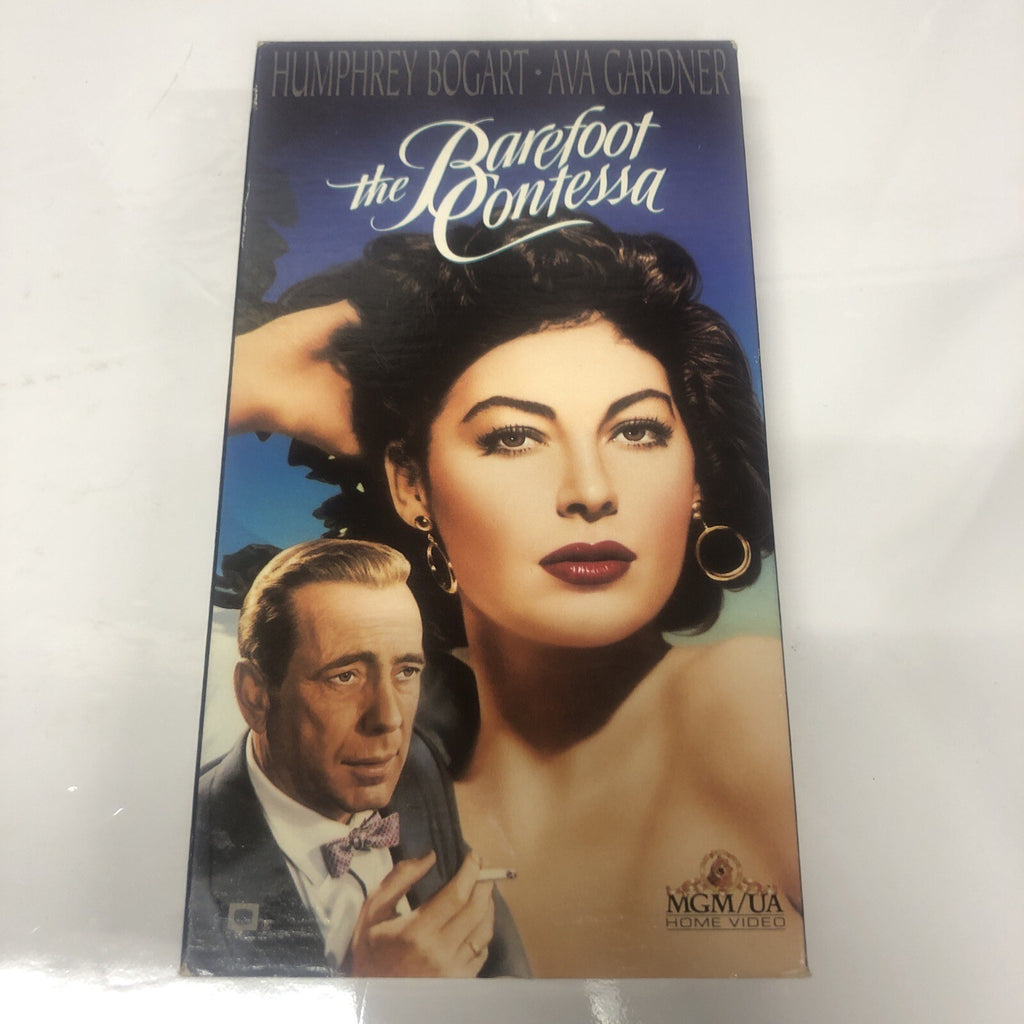 HUMPHREY BOGART · AVA GARDNER
the Barefoot
Contessa
MGM/UA
HOME VIDEO